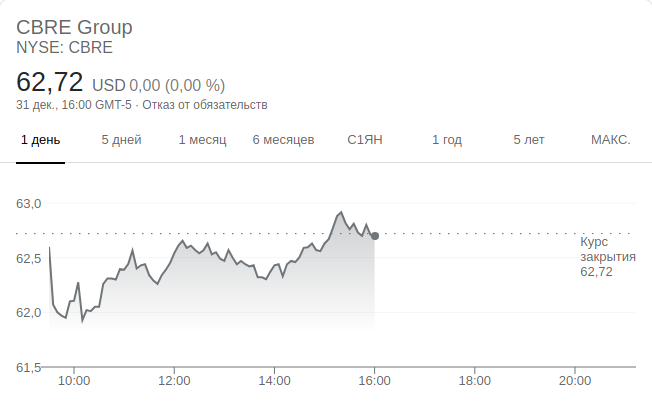 CBRE Group
NYSE: CBRE
62,72 USD 0,00 (0,00 %)
31 дек., 16:00 GMT-5 · Отказ от обязательств
1 день 5 дней 1 месяц 6 месяцев С1ЯН 1 год 5 лет МАКС.
63,0
62,5
62,0
61,5
Курс
закрытия
62,72
10:00 12:00 14:00 16:00 18:00 20:00